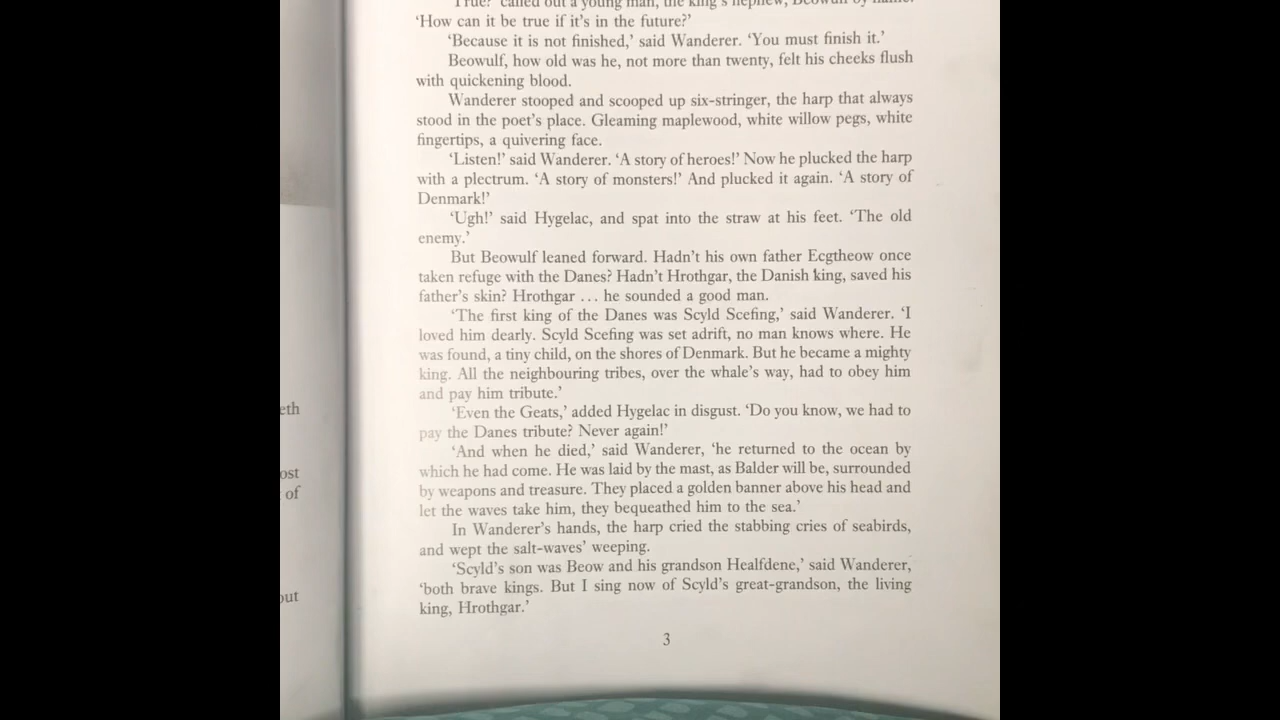 True?' called out a young man, the king's nephew, Beowulf by name.
'How can it be true if it's in the future?'
'Because it is not finished,' said Wanderer. 'You must finish it.'
Beowulf, how old was he, not more than twenty, felt his cheeks flush
with quickening blood.
Wanderer stooped and scooped up six-stringer, the harp that always
stood in the poet's place. Gleaming maplewood, white willow pegs, white
fingertips, a quivering face.
'Listen!' said Wanderer. 'A story of heroes!' Now he plucked the harp
with a plectrum. 'A story of monsters!' And plucked it again. 'A story of
Denmark!'
'Ugh!' said Hygelac, and spat into the straw at his feet. 'The old
enemy.'
But Beowulf leaned forward. Hadn't his own father Ecgtheow once
taken refuge with the Danes? Hadn't Hrothgar, the Danish king, saved his
father's skin? Hrothgar ... he sounded a good man.
'The first king of the Danes was Scyld Scefing,' said Wanderer. 'I
loved him dearly. Scyld Scefing was set adrift, no man knows where. He
was found, a tiny child, on the shores of Denmark. But he became a mighty
king. All the neighbouring tribes, over the whale's way, had to obey him
and pay him tribute.'
'Even the Geats,' added Hygelac in disgust. 'Do you know, we had to
pay the Danes tribute? Never again!'
'And when he died,' said Wanderer, 'he returned to the ocean by
which he had come. He was laid by the mast, as Balder will be, surrounded
by weapons and treasure. They placed a golden banner above his head and
let the waves take him, they bequeathed him to the sea.'
In Wanderer's hands, the harp cried the stabbing cries of seabirds,
and wept the salt-waves' weeping.
'Scyld's son was Beow and his grandson Healfdene,' said Wanderer,
'both brave kings. But I sing now of Scyld's great-grandson, the living
king, Hrothgar.'
3
eth
ost
of
out